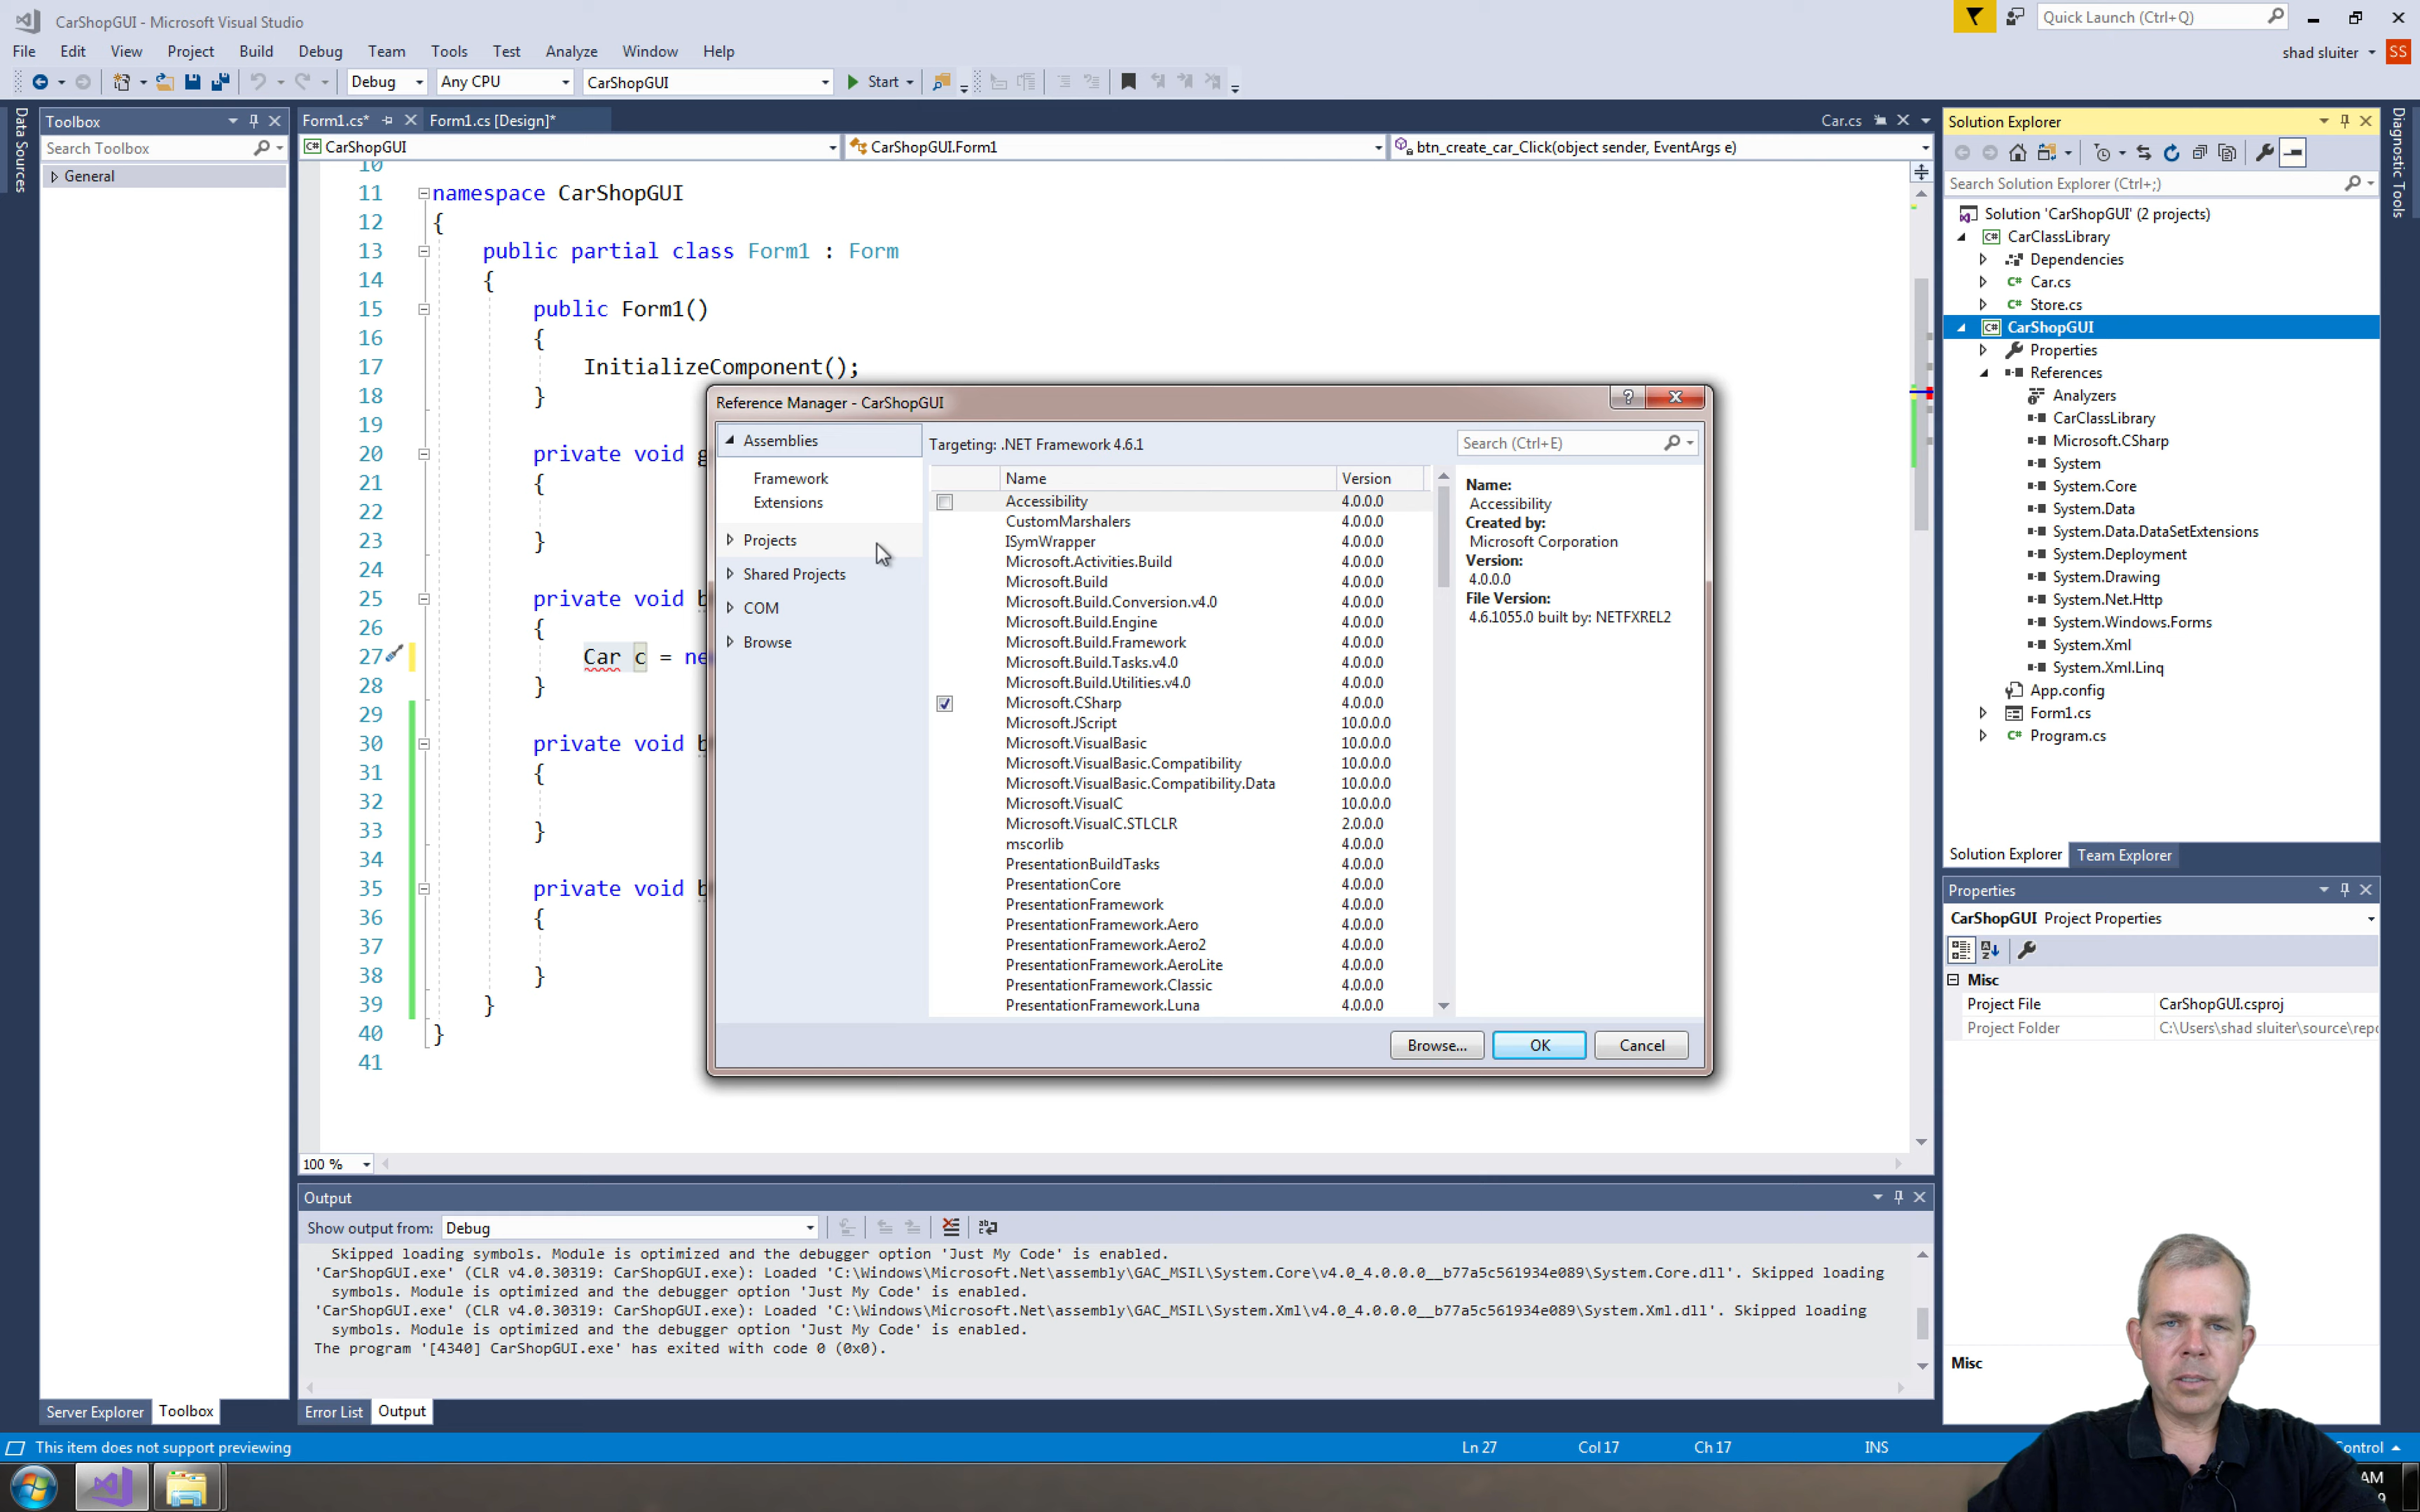 CarShopGUI - Microsoft Visual Studio
Quick Launch (Ctrl+Q)
File Edit View Project Build Debug Team Tools Test Analyze Window Help
shad sluiter SS
Debug Any CPU CarShopGUI Start
Data Sources
Toolbox
Search Toolbox
General
Form1.cs* Form1.cs [Design]* Car.cs
CarShopGUI CarShopGUI.Form1 btn_create_car_Click(object sender, EventArgs e)
10
11 namespace CarShopGUI
12 {
13 public partial class Form1 : Form
14 {
15 public Form1()
16 {
17 InitializeComponent();
18 }
19
20 private void g
21 {
22
23 }
24
25 private void b
26 {
27 Car c = ne
28 }
29
30 private void b
31 {
32
33 }
34
35 private void b
36 {
37
38 }
39 }
40 }
41
100 %
Reference Manager - CarShopGUI
Assemblies
Framework
Extensions
Projects
Shared Projects
COM
Browse
Targeting: .NET Framework 4.6.1
Search (Ctrl+E)
Name Version
Accessibility 4.0.0.0
CustomMarshalers 4.0.0.0
ISymWrapper 4.0.0.0
Microsoft.Activities.Build 4.0.0.0
Microsoft.Build 4.0.0.0
Microsoft.Build.Conversion.v4.0 4.0.0.0
Microsoft.Build.Engine 4.0.0.0
Microsoft.Build.Framework 4.0.0.0
Microsoft.Build.Tasks.v4.0 4.0.0.0
Microsoft.Build.Utilities.v4.0 4.0.0.0
Microsoft.CSharp 4.0.0.0
Microsoft.JScript 10.0.0.0
Microsoft.VisualBasic 10.0.0.0
Microsoft.VisualBasic.Compatibility 10.0.0.0
Microsoft.VisualBasic.Compatibility.Data 10.0.0.0
Microsoft.VisualC 10.0.0.0
Microsoft.VisualC.STLCLR 2.0.0.0
mscorlib 4.0.0.0
PresentationBuildTasks 4.0.0.0
PresentationCore 4.0.0.0
PresentationFramework 4.0.0.0
PresentationFramework.Aero 4.0.0.0
PresentationFramework.Aero2 4.0.0.0
PresentationFramework.AeroLite 4.0.0.0
PresentationFramework.Classic 4.0.0.0
PresentationFramework.Luna 4.0.0.0
Name:
Accessibility
Created by:
Microsoft Corporation
Version:
4.0.0.0
File Version:
4.6.1055.0 built by: NETFXREL2
Browse... OK Cancel
Output
Show output from: Debug
Skipped loading symbols. Module is optimized and the debugger option 'Just My Code' is enabled.
'CarShopGUI.exe' (CLR v4.0.30319: CarShopGUI.exe): Loaded 'C:\Windows\Microsoft.Net\assembly\GAC_MSIL\System.Core\v4.0_4.0.0.0__b77a5c561934e089\System.Core.dll'. Skipped loading
symbols. Module is optimized and the debugger option 'Just My Code' is enabled.
'CarShopGUI.exe' (CLR v4.0.30319: CarShopGUI.exe): Loaded 'C:\Windows\Microsoft.Net\assembly\GAC_MSIL\System.Xml\v4.0_4.0.0.0__b77a5c561934e089\System.Xml.dll'. Skipped loading
symbols. Module is optimized and the debugger option 'Just My Code' is enabled.
The program '[4340] CarShopGUI.exe' has exited with code 0 (0x0).
Server Explorer Toolbox
Error List Output
Solution Explorer
Search Solution Explorer (Ctrl+;)
Solution 'CarShopGUI' (2 projects)
CarClassLibrary
Dependencies
Car.cs
Store.cs
CarShopGUI
Properties
References
Analyzers
CarClassLibrary
Microsoft.CSharp
System
System.Core
System.Data
System.Data.DataSetExtensions
System.Deployment
System.Drawing
System.Net.Http
System.Windows.Forms
System.Xml
System.Xml.Linq
App.config
Form1.cs
Program.cs
Solution Explorer Team Explorer
Properties
CarShopGUI Project Properties
Misc
Project File CarShopGUI.csproj
Project Folder C:\Users\shad sluiter\source\repo
Misc
Diagnostic Tools
This item does not support previewing
Ln 27 Col 17 Ch 17 INS
ontrol
AM
9